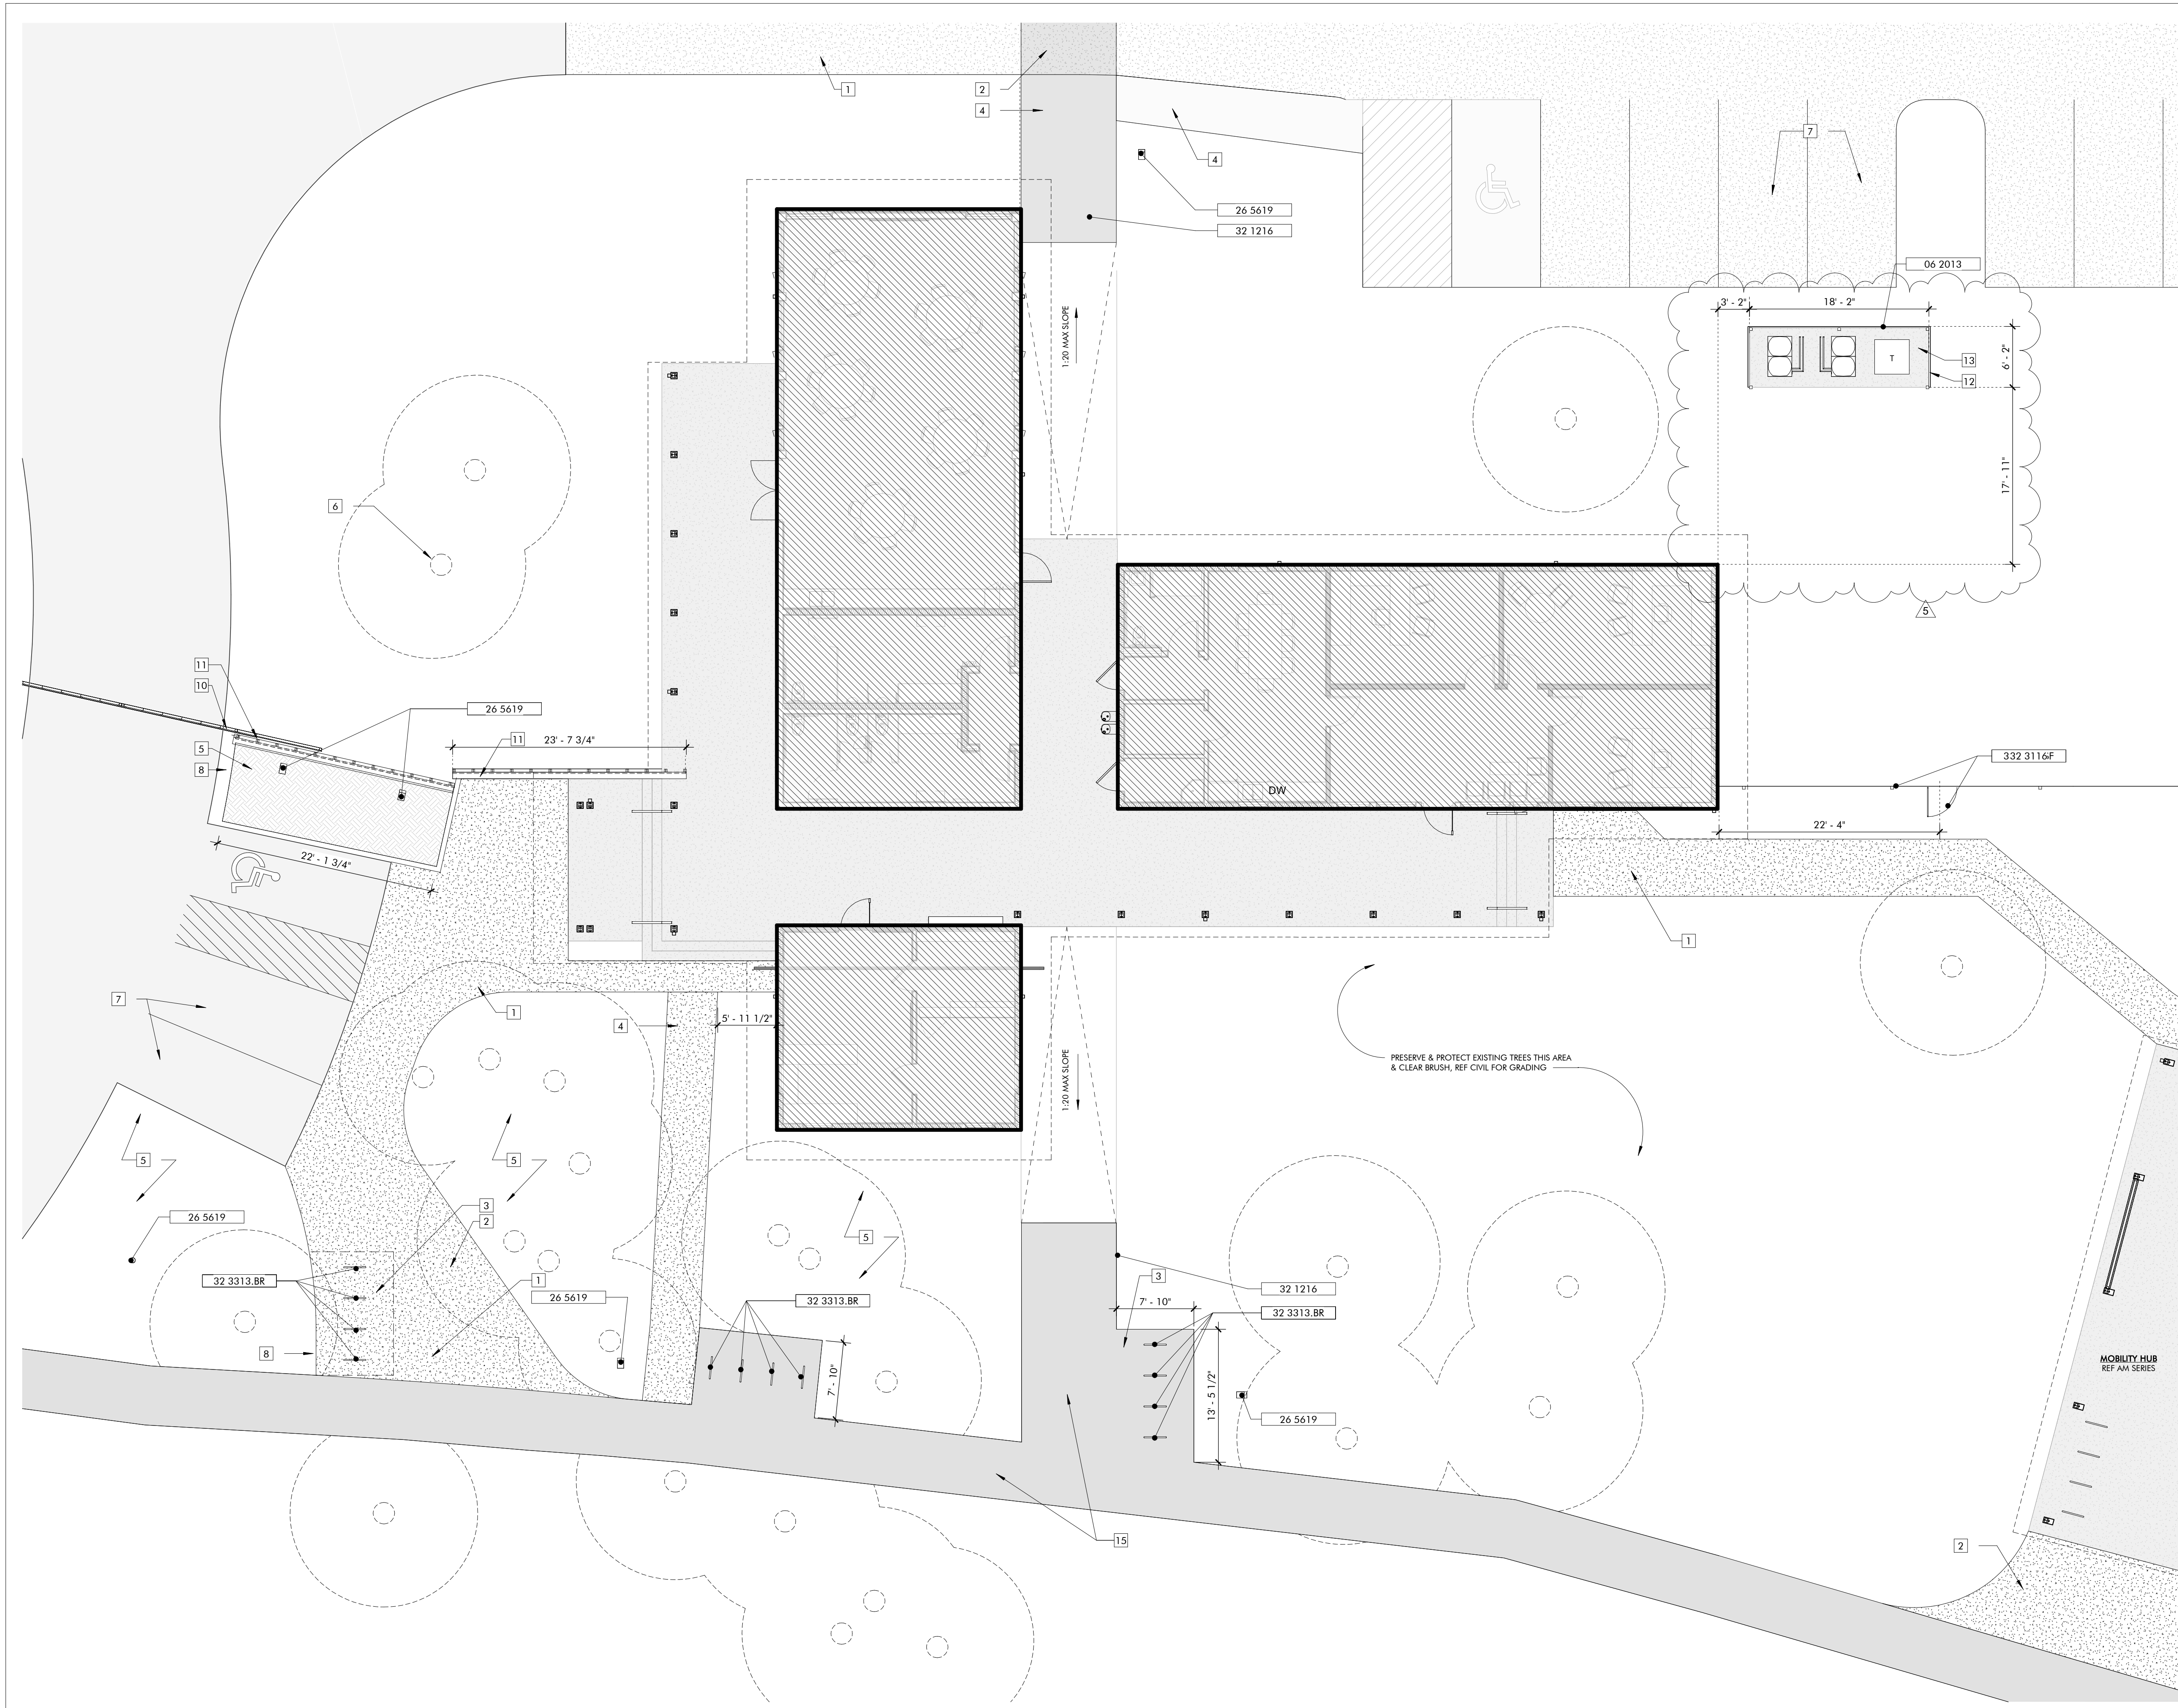 1
2
4
4
7
26 5619
32 1216
06 2013
3' - 2"
18' - 2"
1:20 MAX SLOPE
T
13
12
6' - 2"
17' - 11"
6
5
11
10
26 5619
5
8
11
23' - 7 3/4"
332 3116.F
DW
22' - 4"
22' - 1 3/4"
1
7
1
4
5' - 11 1/2"
1:20 MAX SLOPE
PRESERVE & PROTECT EXISTING TREES THIS AREA
& CLEAR BRUSH, REF CIVIL FOR GRADING
5
5
26 5619
3
2
5
32 3313.BR
1
26 5619
32 3313.BR
3
32 1216
7' - 10"
32 3313.BR
8
7' - 10"
13' - 5 1/2"
26 5619
MOBILITY HUB
REF AM SERIES
15
2